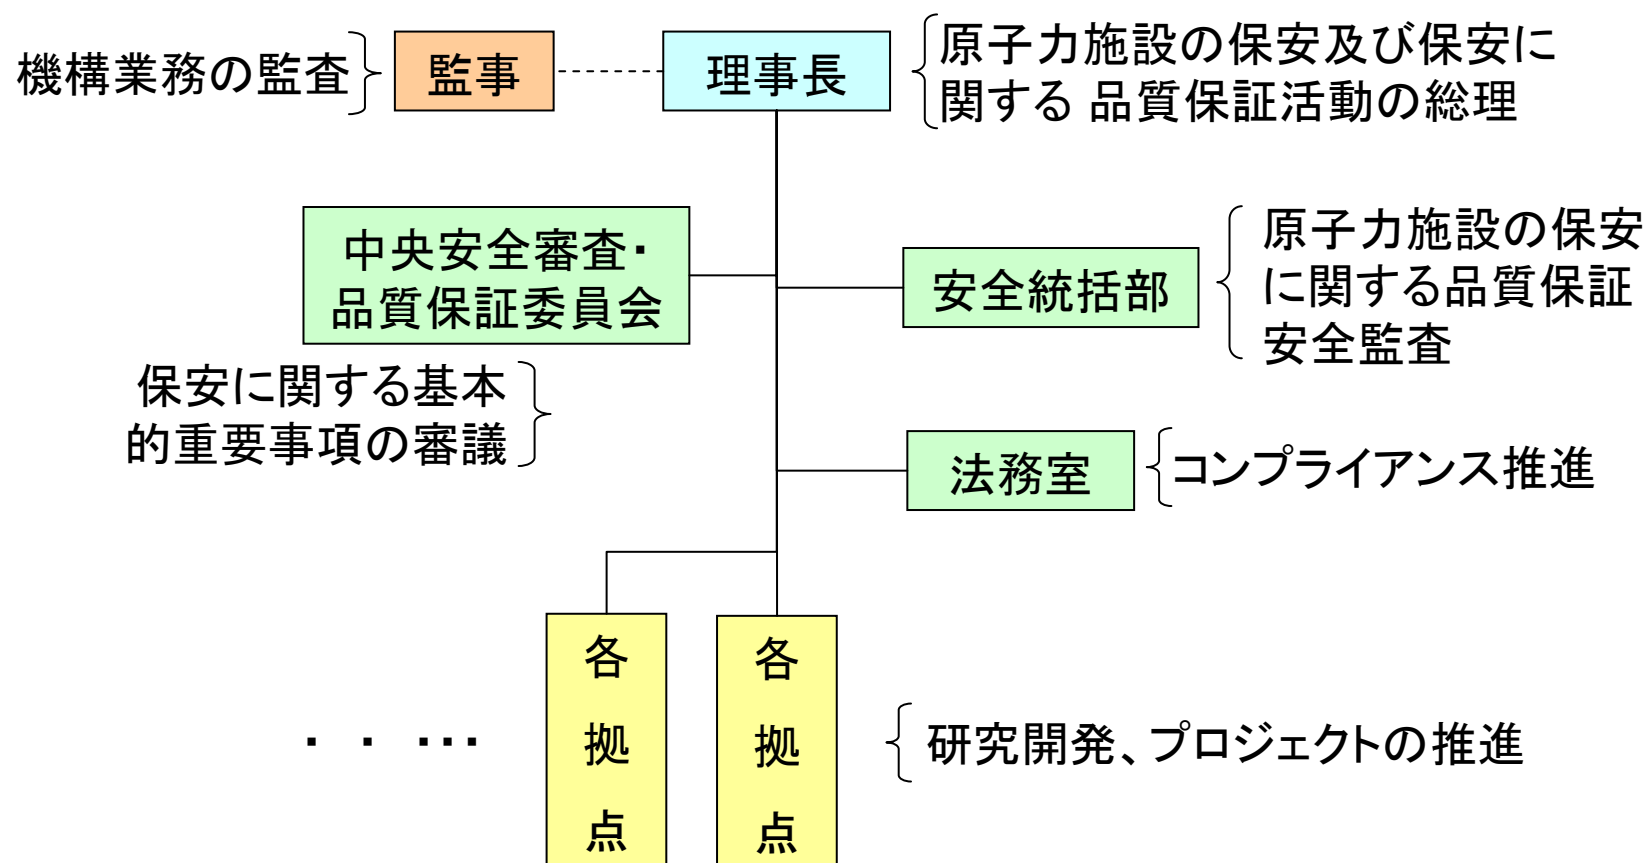 機構業務の監査
監事
理事長
原子力施設の保安及び保安に
関する 品質保証活動の総理
中央安全審査・
品質保証委員会
安全統括部
原子力施設の保安
に関する品質保証
安全監査
保安に関する基本
的重要事項の審議
法務室
コンプライアンス推進
・ ・ ・・・
各拠点
各拠点
研究開発、プロジェクトの推進